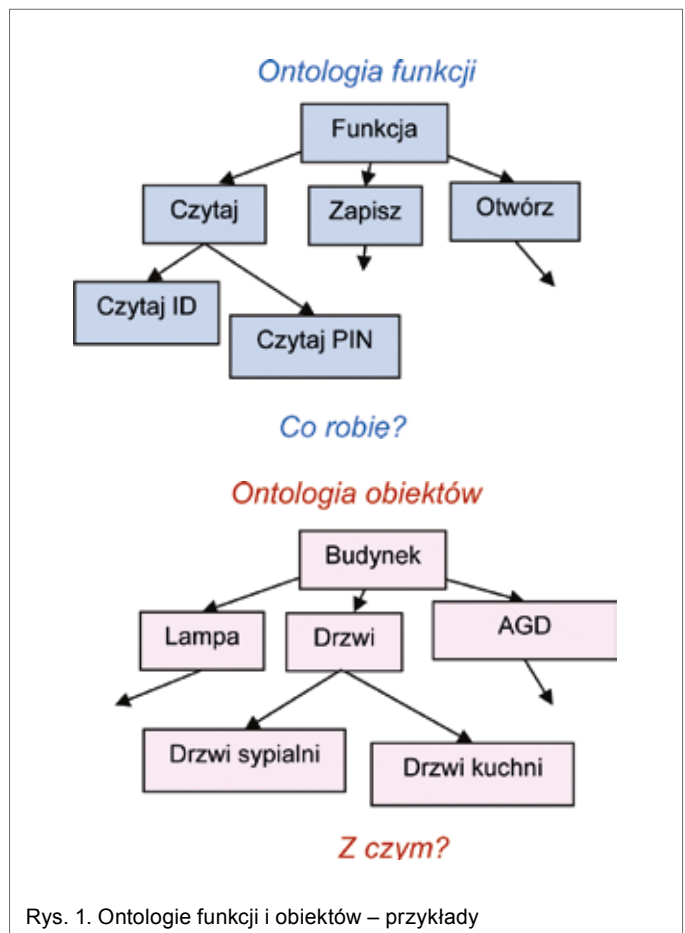 Ontologia funkcji
Funkcja
Czytaj
Zapisz
Otwórz
Czytaj ID
Czytaj PIN
Co robię?
Ontologia obiektów
Budynek
Lampa
Drzwi
AGD
Drzwi sypialni
Drzwi kuchni
Z czym?
Rys. 1. Ontologie funkcji i obiektów – przykłady